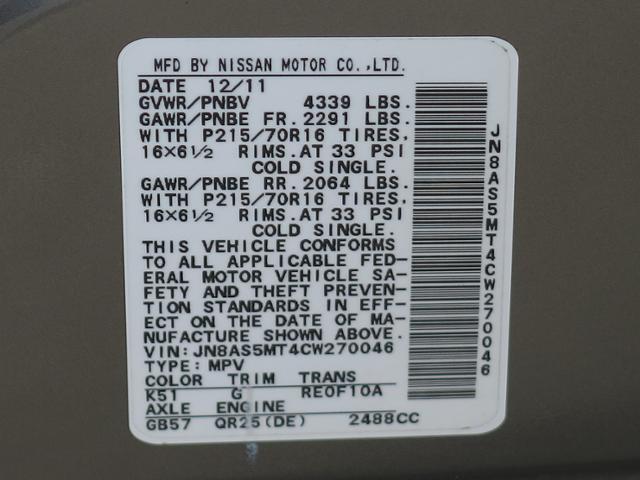 MFD BY NISSAN MOTOR CO.,LTD.
DATE 12/11
GVWR/PNBV 4339 LBS.
GAWR/PNBE FR. 2291 LBS.
WITH P215/70R16 TIRES.
16×6½ RIMS. AT 33 PSI
COLD SINGLE.
GAWR/PNBE RR. 2064 LBS.
WITH P215/70R16 TIRES.
16×6½ RIMS. AT 33 PSI
COLD SINGLE.
THIS VEHICLE CONFORMS
TO ALL APPLICABLE FED-
ERAL MOTOR VEHICLE SA-
FETY AND THEFT PREVEN-
TION STANDARDS IN EFF-
ECT ON THE DATE OF MA-
NUFACTURE SHOWN ABOVE.
VIN:JN8AS5MT4CW270046
TYPE: MPV
COLOR TRIM TRANS
K51 G RE0F10A
AXLE ENGINE
GB57 QR25(DE) 2488CC
JN8AS5MT4CW270046